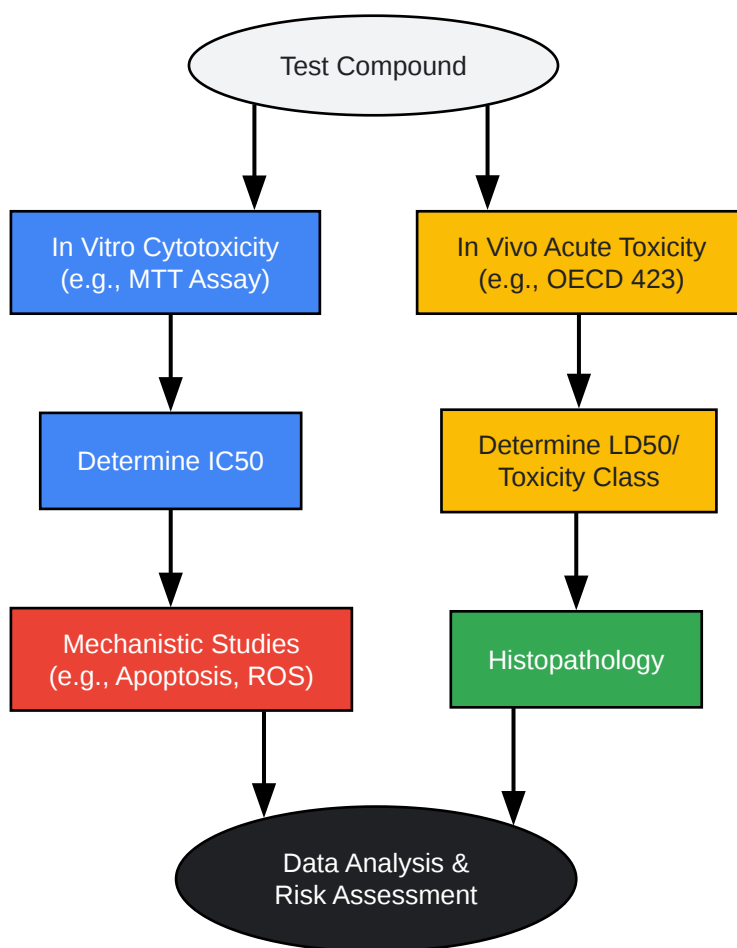 Test Compound
In Vitro Cytotoxicity
(e.g., MTT Assay)
In Vivo Acute Toxicity
(e.g., OECD 423)
Determine IC50
Determine LD50/
Toxicity Class
Mechanistic Studies
(e.g., Apoptosis, ROS)
Histopathology
Data Analysis &
Risk Assessment